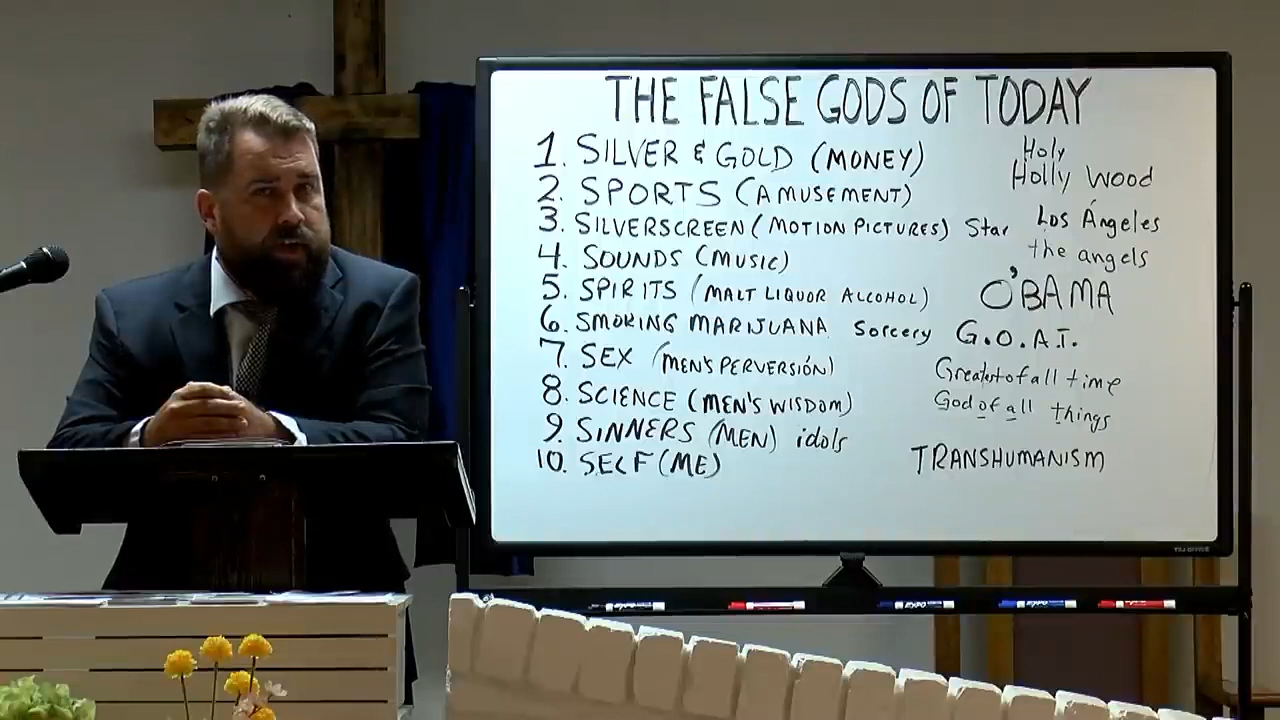 THE FALSE GODS OF TODAY
1. SILVER & GOLD (MONEY)
2. SPORTS (AMUSEMENT)
3. SILVERSCREEN (MOTION PICTURES) Star
4. SOUNDS (MUSIC)
5. SPIRITS (MALT LIQUOR ALCOHOL)
6. SMOKING MARIJUANA Sorcery
7. SEX (MEN'S PERVERSIÓN)
8. SCIENCE (MEN'S WISDOM)
9. SINNERS (MEN) idols
10. SELF (ME)
Holy
Holly Wood
Los Ángeles
the angels
O'BAMA
G.O.A.T.
Greatest of all time
God of all things
TRANSHUMANISM
EXPO
EXPO
EXPO